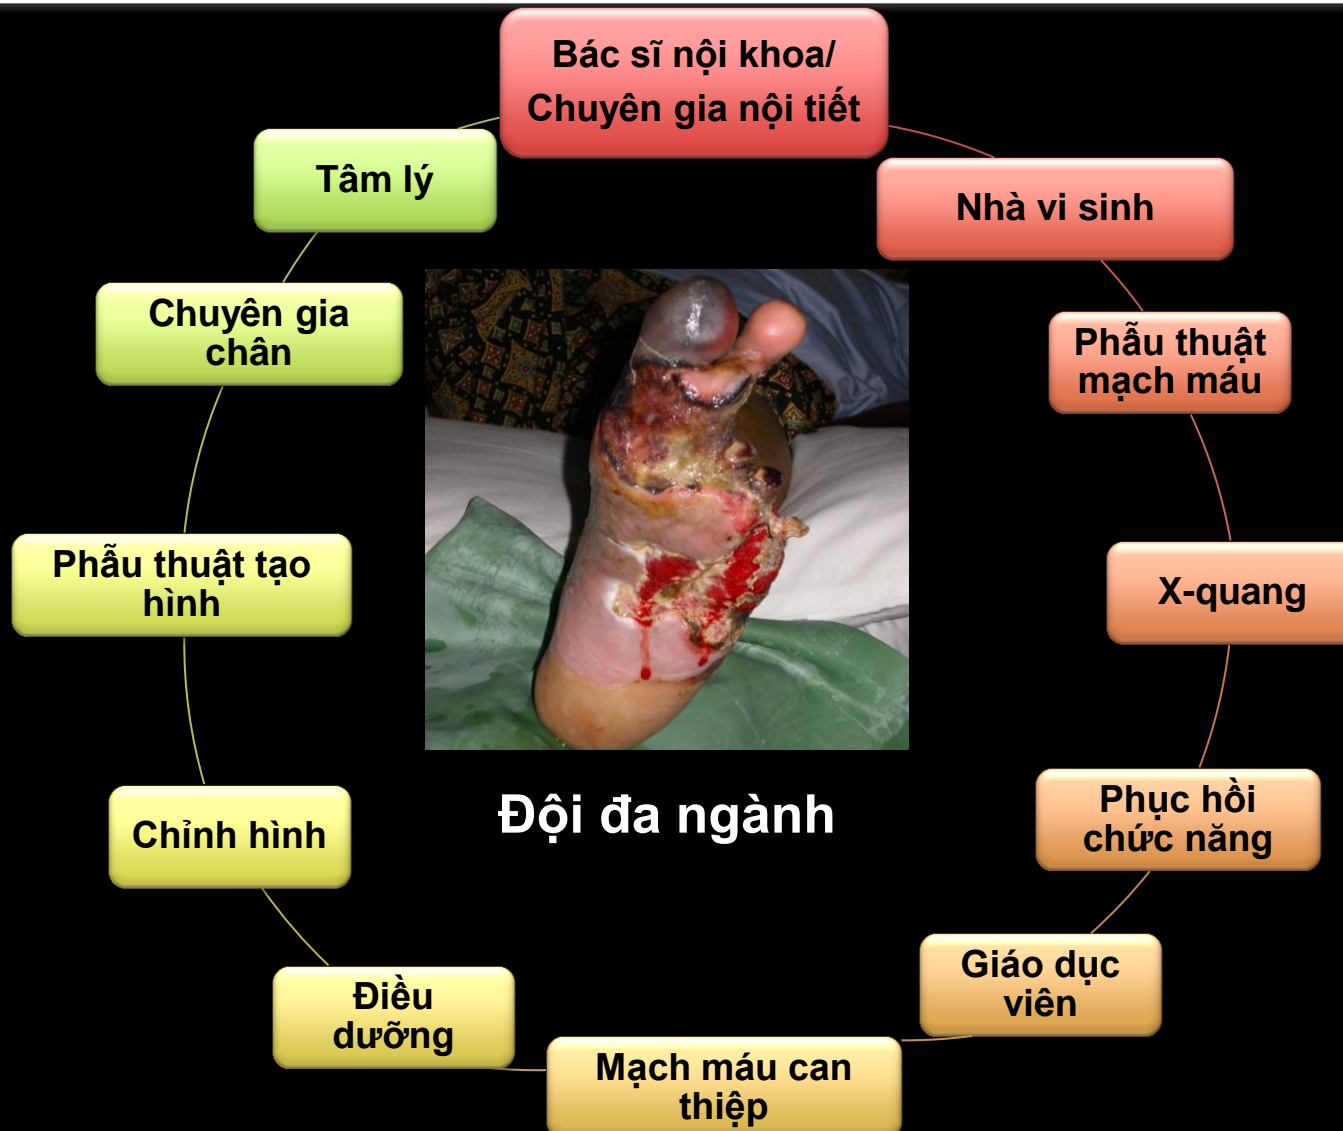 Bác sĩ nội khoa/
Chuyên gia nội tiết
Nhà vi sinh
Phẫu thuật
mạch máu
X-quang
Phục hồi
chức năng
Giáo dục
viên
Mạch máu can
thiệp
Điều
dưỡng
Chỉnh hình
Phẫu thuật tạo
hình
Chuyên gia
chân
Tâm lý
Đội đa ngành